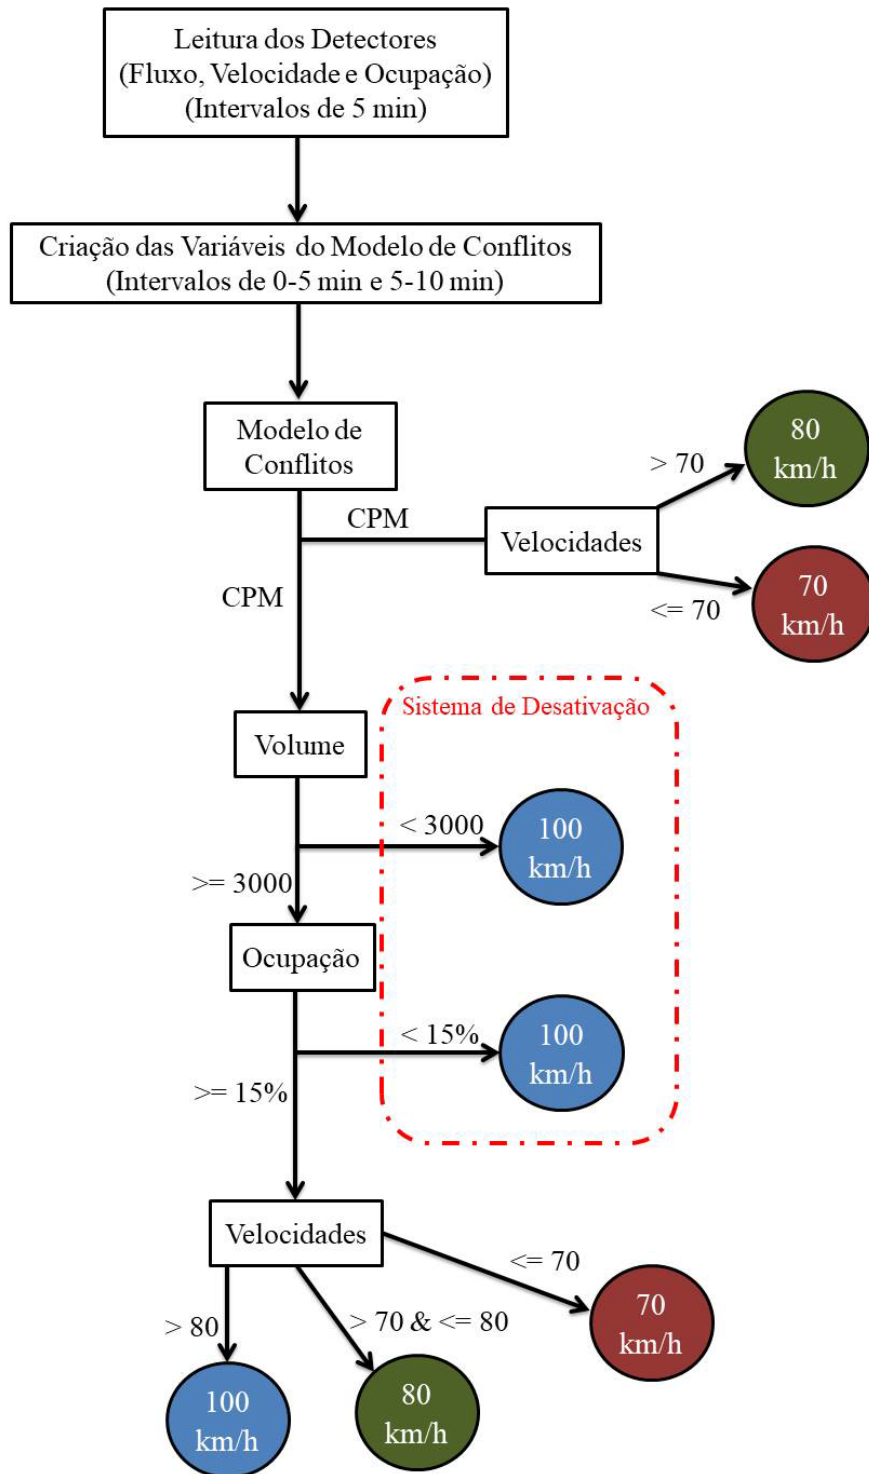 Leitura dos Detectores
(Fluxo, Velocidade e Ocupação)
(Intervalos de 5 min)
Criação das Variáveis do Modelo de Conflitos
(Intervalos de 0-5 min e 5-10 min)
Modelo de
Conflitos
CPM
CPM
Velocidades
> 70
80
km/h
<= 70
70
km/h
Sistema de Desativação
Volume
< 3000
100
km/h
>= 3000
Ocupação
< 15%
100
km/h
>= 15%
Velocidades
<= 70
70
km/h
> 70 & <= 80
80
km/h
> 80
100
km/h